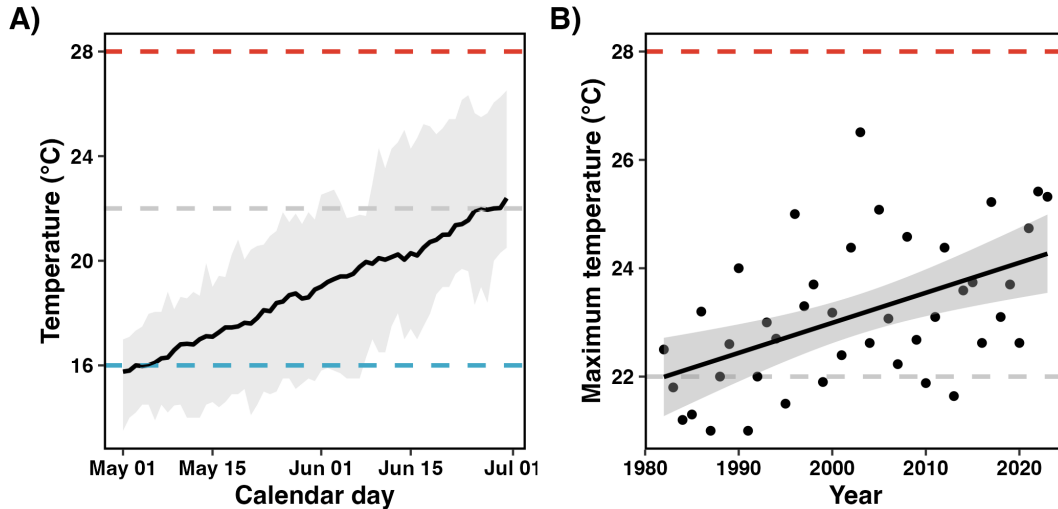 A)
Temperature (°C)
28
24
20
16
May 01 May 15 Jun 01 Jun 15 Jul 01
Calendar day
B)
Maximum temperature (°C)
28
26
24
22
1980 1990 2000 2010 2020
Year